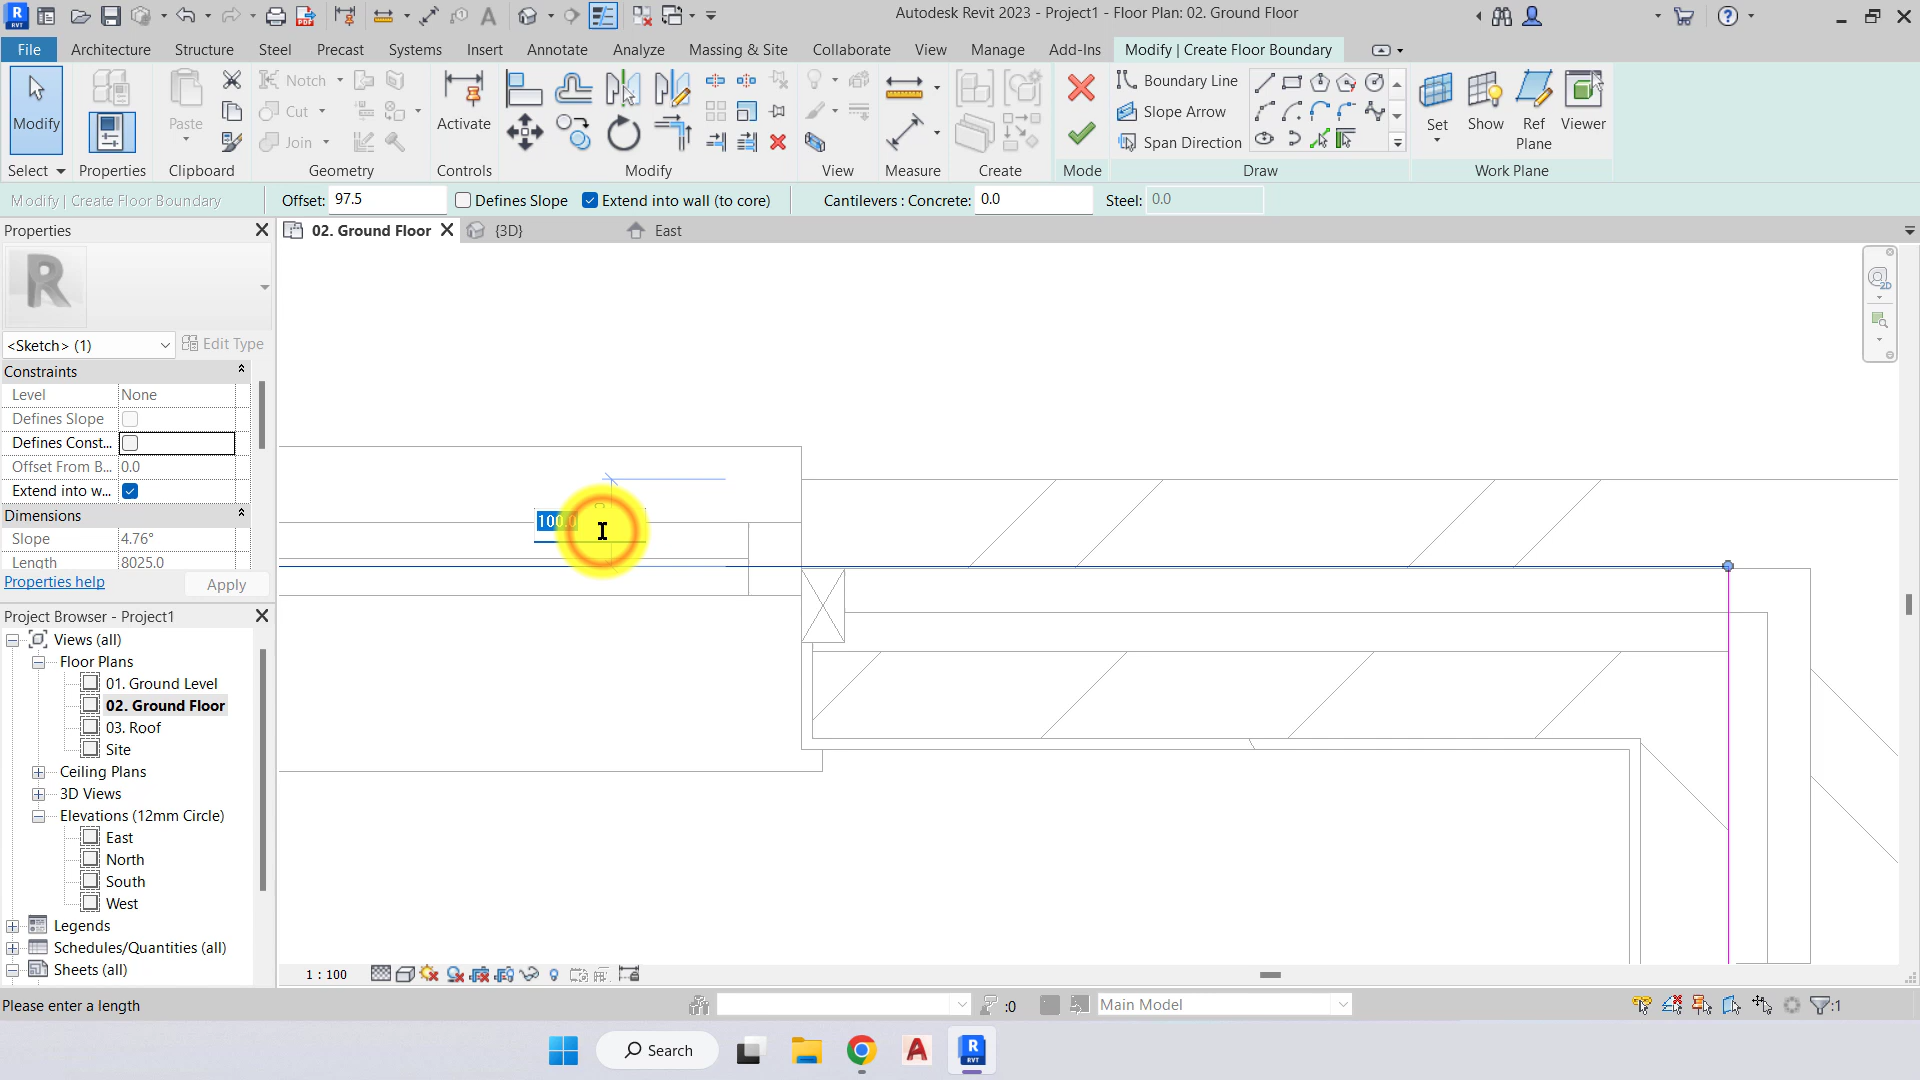 Autodesk Revit 2023 - Project1 - Floor Plan: 02. Ground Floor
File Architecture Structure Steel Precast Systems Insert Annotate Analyze Massing & Site Collaborate View Manage Add-Ins Modify | Create Floor Boundary
Modify Paste Notch Cut Join Activate Boundary Line Slope Arrow Span Direction Set Show Ref Plane Viewer
Select Properties Clipboard Geometry Controls Modify View Measure Create Mode Draw Work Plane
Modify | Create Floor Boundary Offset: 97.5 Defines Slope Extend into wall (to core) Cantilevers : Concrete: 0.0 Steel: 0.0
Properties
02. Ground Floor {3D} East
R
<Sketch> (1) Edit Type
Constraints
Level None
Defines Slope
Defines Const...
Offset From B... 0.0
Extend into w...
Dimensions
Slope 4.76°
Length 8025.0
Properties help Apply
100.0
Project Browser - Project1
Views (all)
Floor Plans
01. Ground Level
02. Ground Floor
03. Roof
Site
Ceiling Plans
3D Views
Elevations (12mm Circle)
East
North
South
West
Legends
Schedules/Quantities (all)
Sheets (all)
2D
1 : 100
Please enter a length
:0
Main Model
:1
Search
R
RVT